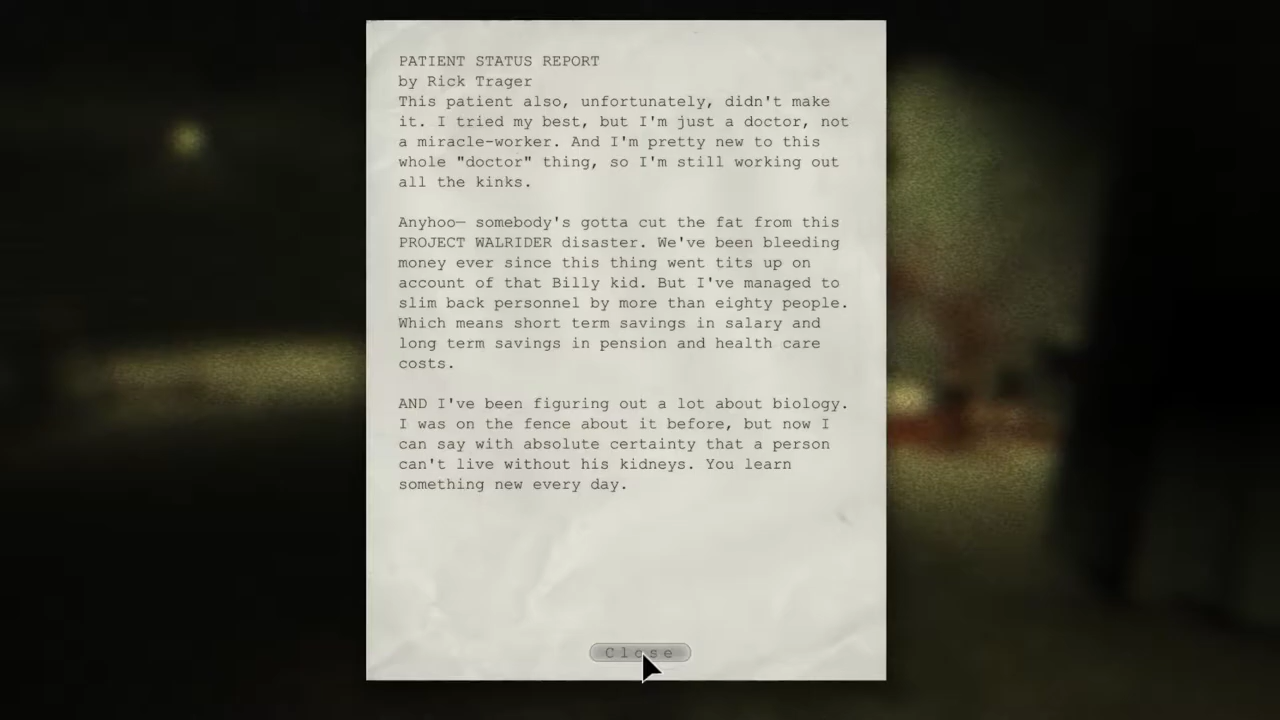 PATIENT STATUS REPORT
by Rick Trager
This patient also, unfortunately, didn't make
it. I tried my best, but I'm just a doctor, not
a miracle-worker. And I'm pretty new to this
whole "doctor" thing, so I'm still working out
all the kinks.
Anyhoo— somebody's gotta cut the fat from this
PROJECT WALRIDER disaster. We've been bleeding
money ever since this thing went tits up on
account of that Billy kid. But I've managed to
slim back personnel by more than eighty people.
Which means short term savings in salary and
long term savings in pension and health care
costs.
AND I've been figuring out a lot about biology.
I was on the fence about it before, but now I
can say with absolute certainty that a person
can't live without his kidneys. You learn
something new every day.
Close